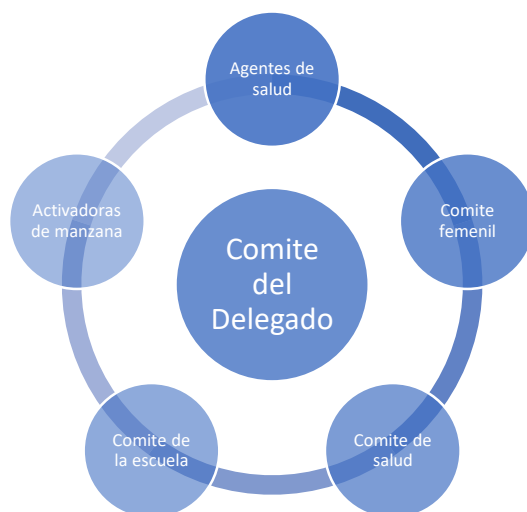 Agentes de
salud
Comite
femenil
Comite de
salud
Comite de
la escuela
Activadoras
de manzana
Comite
del
Delegado